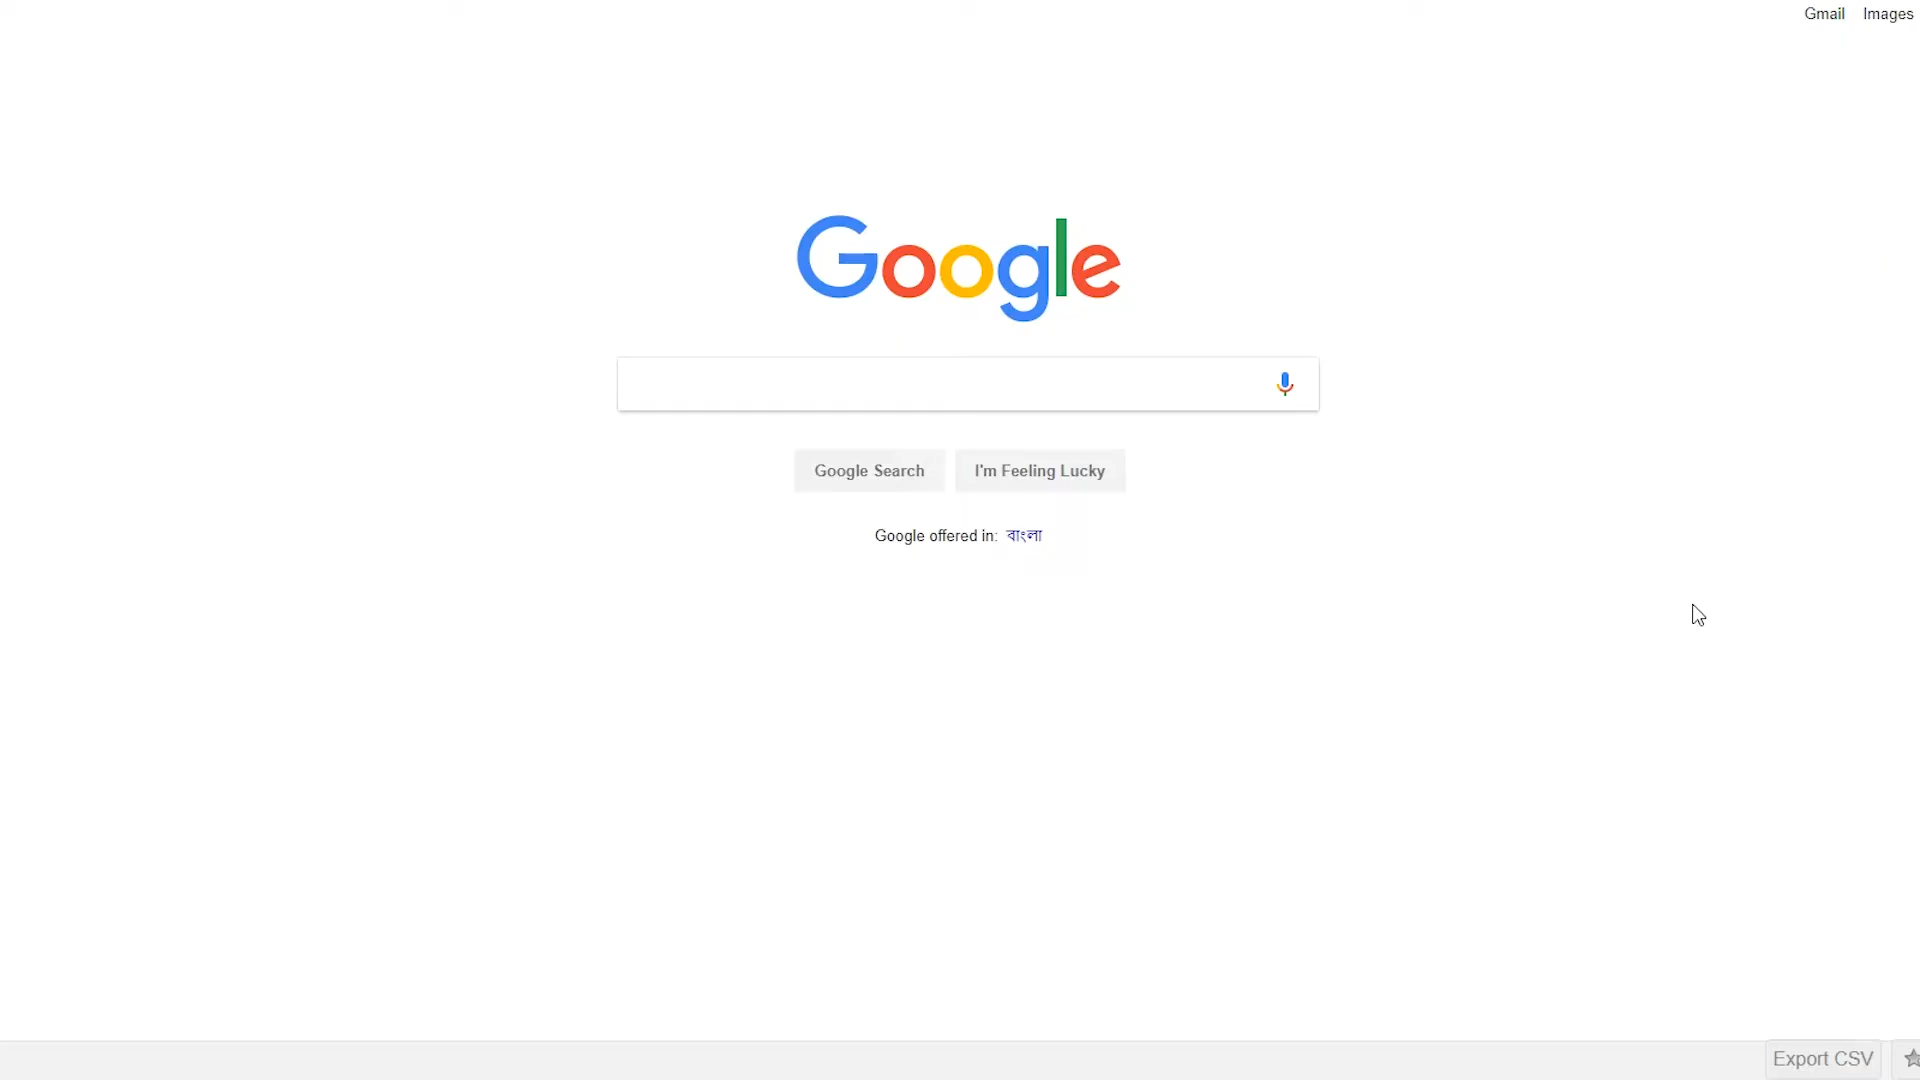 Gmail Images
Google
Google Search I'm Feeling Lucky
Google offered in: বাংলা
Export CSV